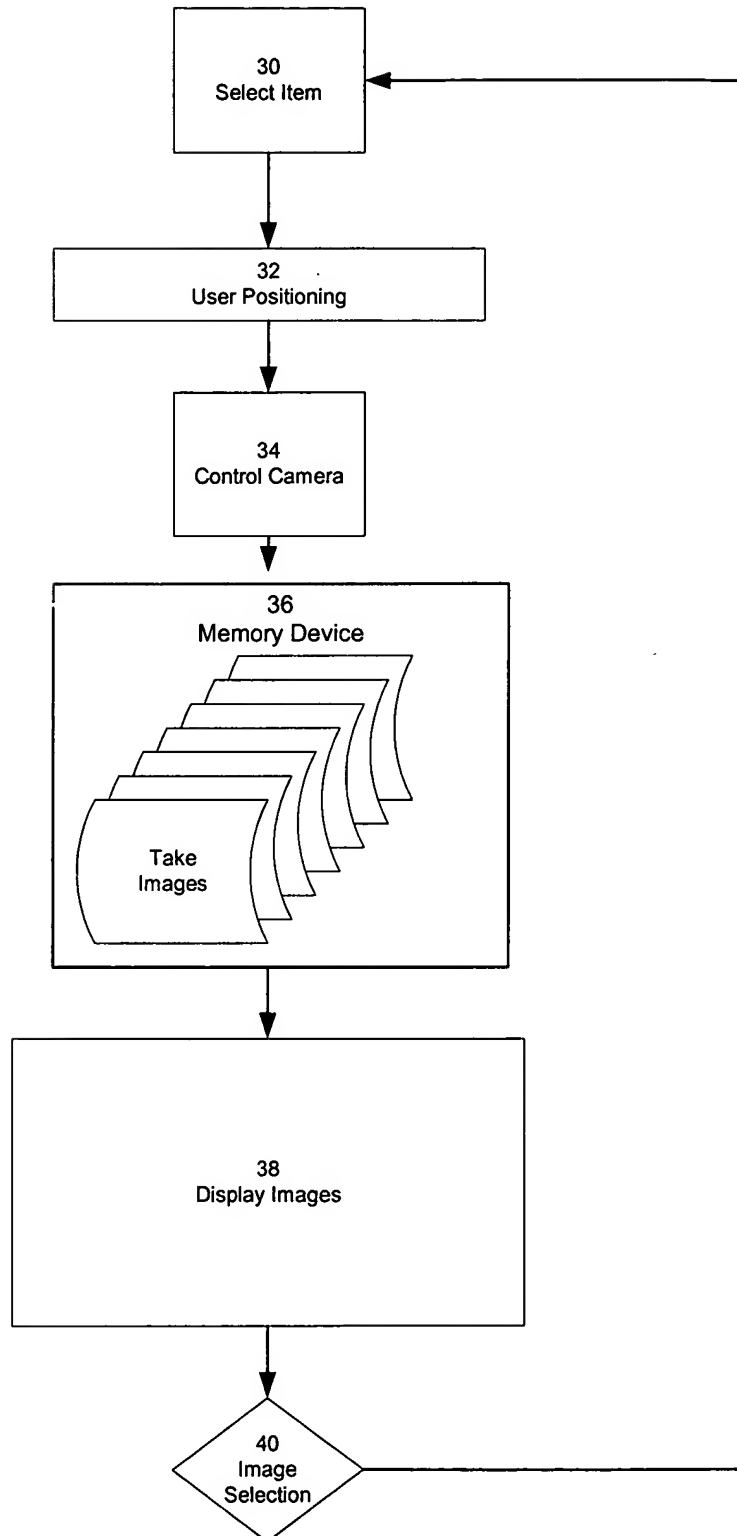 30
Select Item
32
User Positioning
34
Control Camera
36
Memory Device
Take
Images
38
Display Images
40
Image
Selection